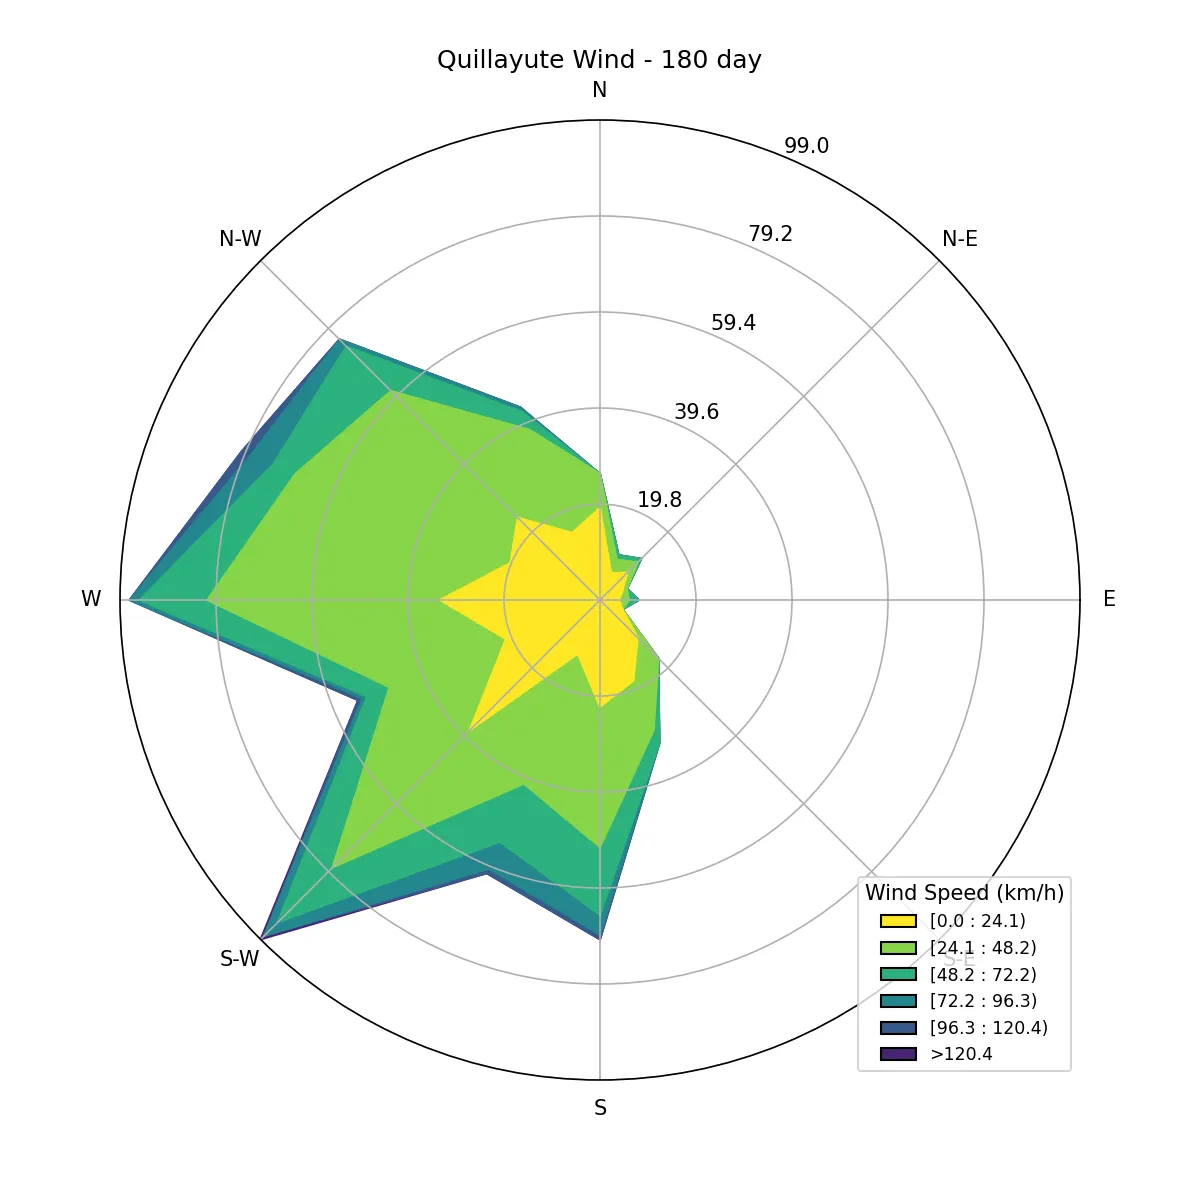 Quillayute Wind - 180 day
N
99.0
N-W
N-E
79.2
59.4
39.6
19.8
W
E
S-W
S-E
S
Wind Speed (km/h)
[0.0 : 24.1)
[24.1 : 48.2)
[48.2 : 72.2)
[72.2 : 96.3)
[96.3 : 120.4)
>120.4